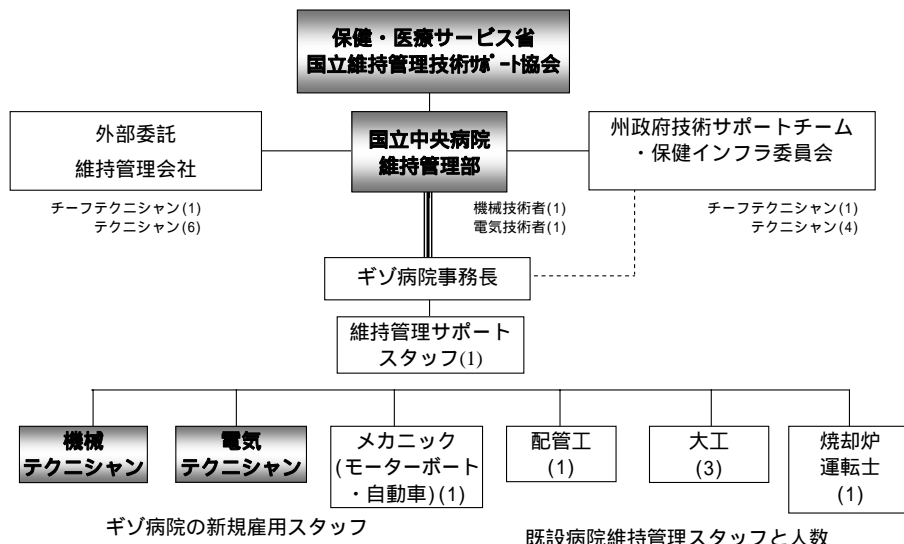 保健・医療サービス省
国立維持管理技術ｻﾎﾟｰﾄ協会
外部委託
維持管理会社
国立中央病院
維持管理部
州政府技術サポートチーム
・保健インフラ委員会
チーフテクニシャン(1)
テクニシャン(6)
機械技術者(1)
電気技術者(1)
チーフテクニシャン(1)
テクニシャン(4)
ギゾ病院事務長
維持管理サポート
スタッフ(1)
機械
テクニシャン
電気
テクニシャン
メカニック
(モーターボート
・自動車)(1)
配管工
(1)
大工
(3)
焼却炉
運転士
(1)
ギゾ病院の新規雇用スタッフ
既設病院維持管理スタッフと人数